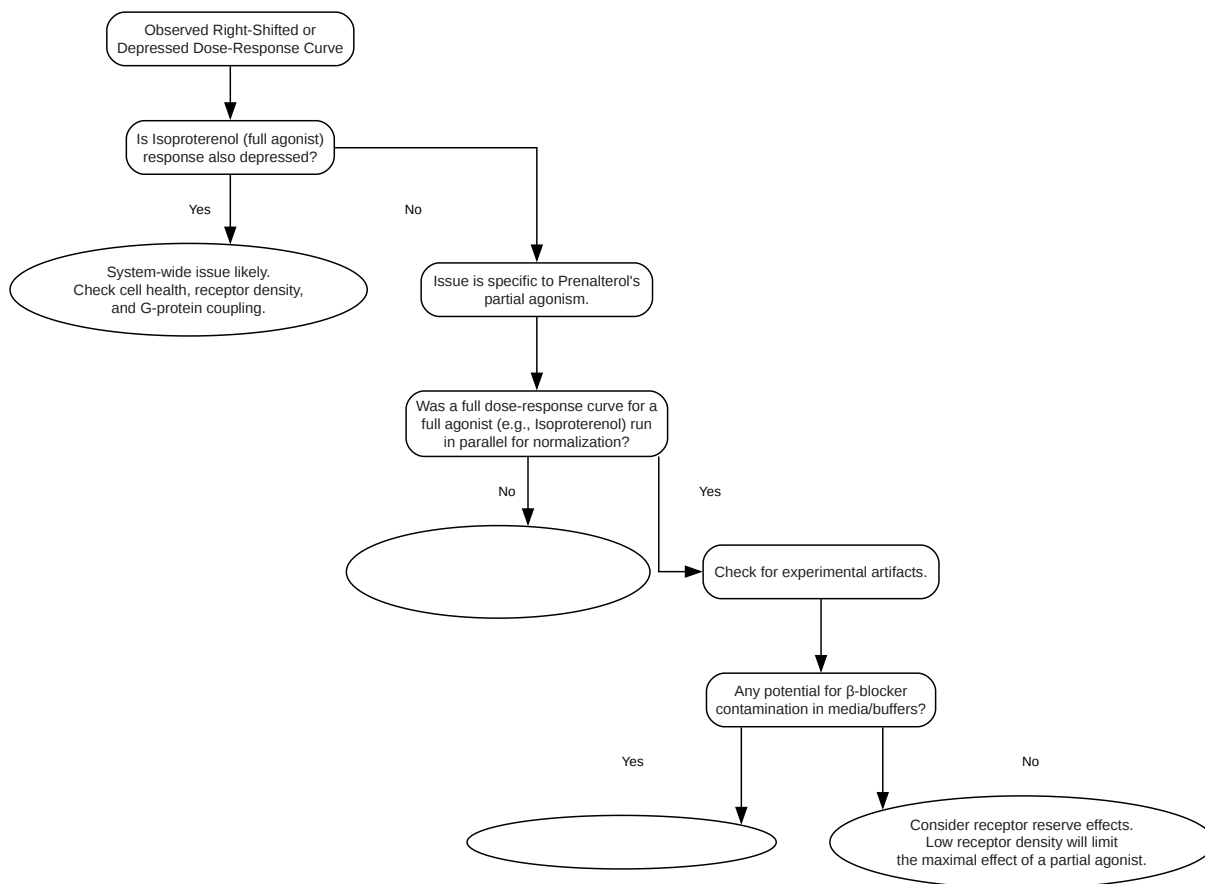 Observed Right-Shifted or
Depressed Dose-Response Curve
Is Isoproterenol (full agonist)
response also depressed?
Yes
No
System-wide issue likely.
Check cell health, receptor density,
and G-protein coupling.
Issue is specific to Prenalterol's
partial agonism.
Was a full dose-response curve for a
full agonist (e.g., Isoproterenol) run
in parallel for normalization?
No
Yes
Check for experimental artifacts.
Any potential for β-blocker
contamination in media/buffers?
Yes
No
Consider receptor reserve effects.
Low receptor density will limit
the maximal effect of a partial agonist.